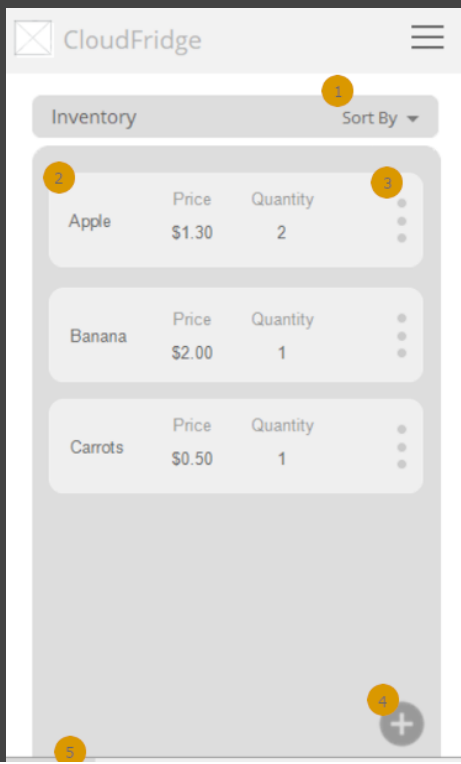 CloudFridge
1
Inventory Sort By
2
3
Price Quantity
Apple
$1.30 2
Price Quantity
Banana
$2.00 1
Price Quantity
Carrots
$0.50 1
4
5